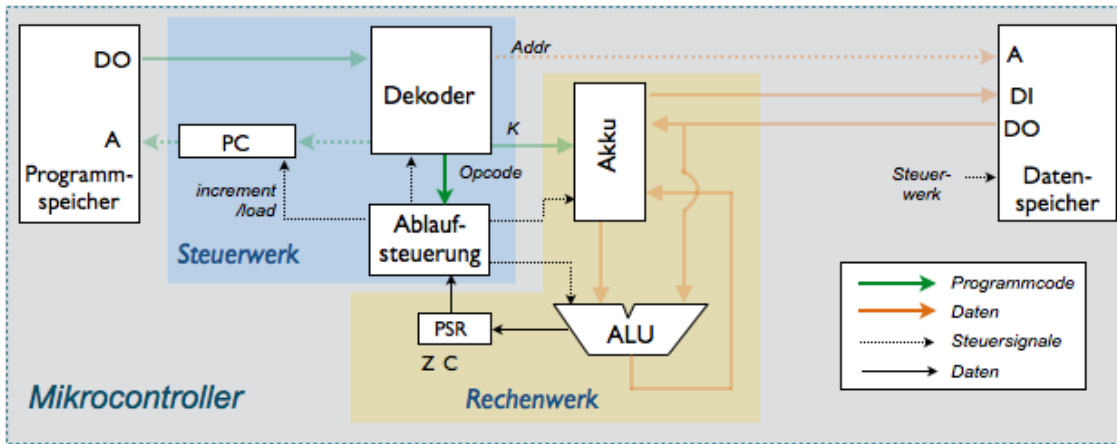 DO
A
Programm-
speicher
PC
increment
/load
Steuerwerk
Dekoder
Opcode
K
Ablauf-
steuerung
Addr
Akku
PSR
Z C
ALU
Rechenwerk
A
DI
DO
Steuer-
werk
Daten-
speicher
Programmcode
Daten
Steuersignale
Daten
Mikrocontroller